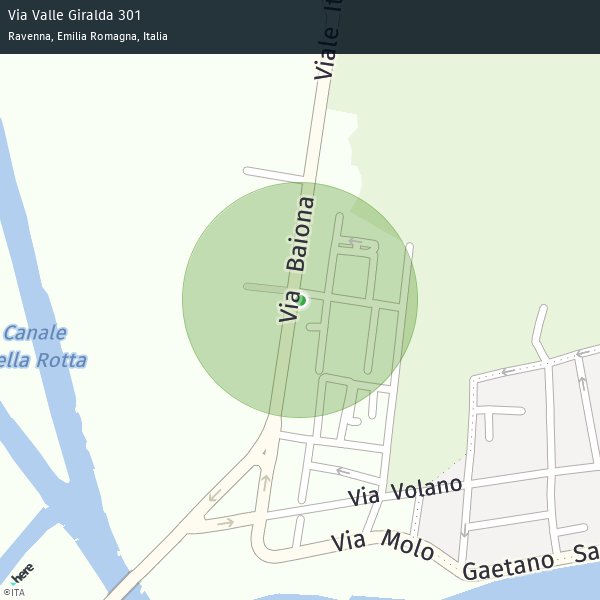 Via Valle Giralda 301
Ravenna, Emilia Romagna, Italia
Viale It
Via Baiona
Canale
ella Rotta
Via Volano
Via Molo
Gaetano Sa
here
©ITA